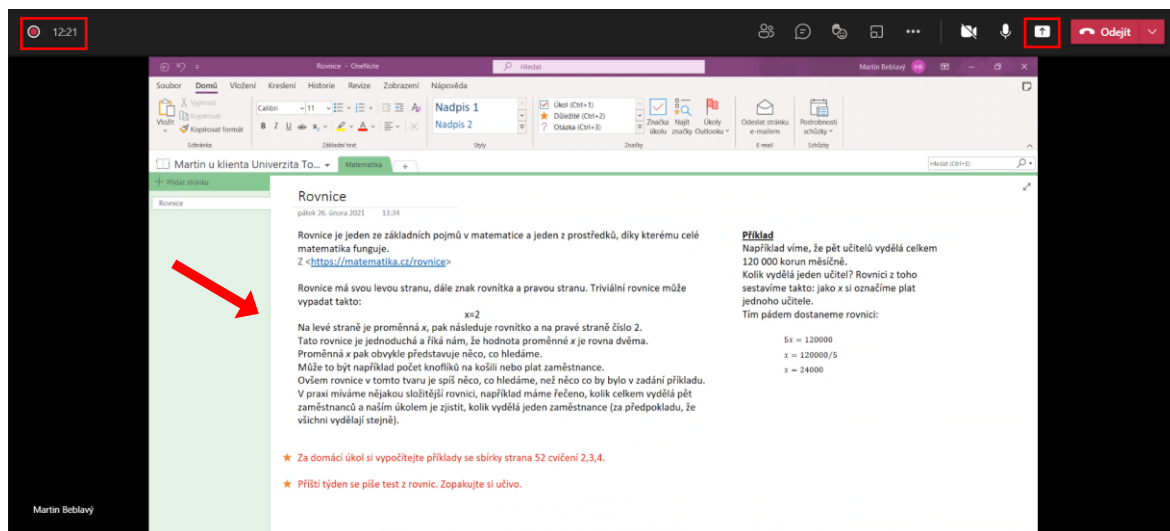 12:21
Odejít
Rovnice - OneNote
Hledat
Martin Beblavý
MB
Soubor Domů Vložení Kreslení Historie Revize Zobrazení Nápověda
Vložit
Vyjmout
Kopírovat
Kopírovat formát
Schránka
Calibri 11
B I U ab x₂ A
Základní text
Nadpis 1
Nadpis 2
Styly
Úkol (Ctrl+1)
Důležité (Ctrl+2)
? Otázka (Ctrl+3)
Značka úkolu
Najít značky
Úkoly Outlooku
Značky
Odeslat stránku e-mailem
E-mail
Podrobnosti schůzky
Schůzky
Martin u klienta Univerzita To...
Matematika
+
Hledat (Ctrl+E)
+ Přidat stránku
Rovnice
Rovnice
pátek 26. února 2021 13:34
Rovnice je jeden ze základních pojmů v matematice a jeden z prostředků, díky kterému celé
matematika funguje.
Z <https://matematika.cz/rovnice>
Rovnice má svou levou stranu, dále znak rovnítka a pravou stranu. Triviální rovnice může
vypadat takto:
x=2
Na levé straně je proměnná x, pak následuje rovnítko a na pravé straně číslo 2.
Tato rovnice je jednoduchá a říká nám, že hodnota proměnné x je rovna dvěma.
Proměnná x pak obvykle představuje něco, co hledáme.
Může to být například počet knoflíků na košili nebo plat zaměstnance.
Ovšem rovnice v tomto tvaru je spíš něco, co hledáme, než něco co by bylo v zadání příkladu.
V praxi míváme nějakou složitější rovnici, například máme řečeno, kolik celkem vydělá pět
zaměstnanců a naším úkolem je zjistit, kolik vydělá jeden zaměstnance (za předpokladu, že
všichni vydělají stejně).
Za domácí úkol si vypočítejte příklady se sbírky strana 52 cvičení 2,3,4.
Příští týden se píše test z rovnic. Zopakujte si učivo.
Příklad
Například víme, že pět učitelů vydělá celkem
120 000 korun měsíčně.
Kolik vydělá jeden učitel? Rovnici z toho
sestavíme takto: jako x si označíme plat
jednoho učitele.
Tím pádem dostaneme rovnici:
5x = 120000
x = 120000/5
x = 24000
Martin Beblavý